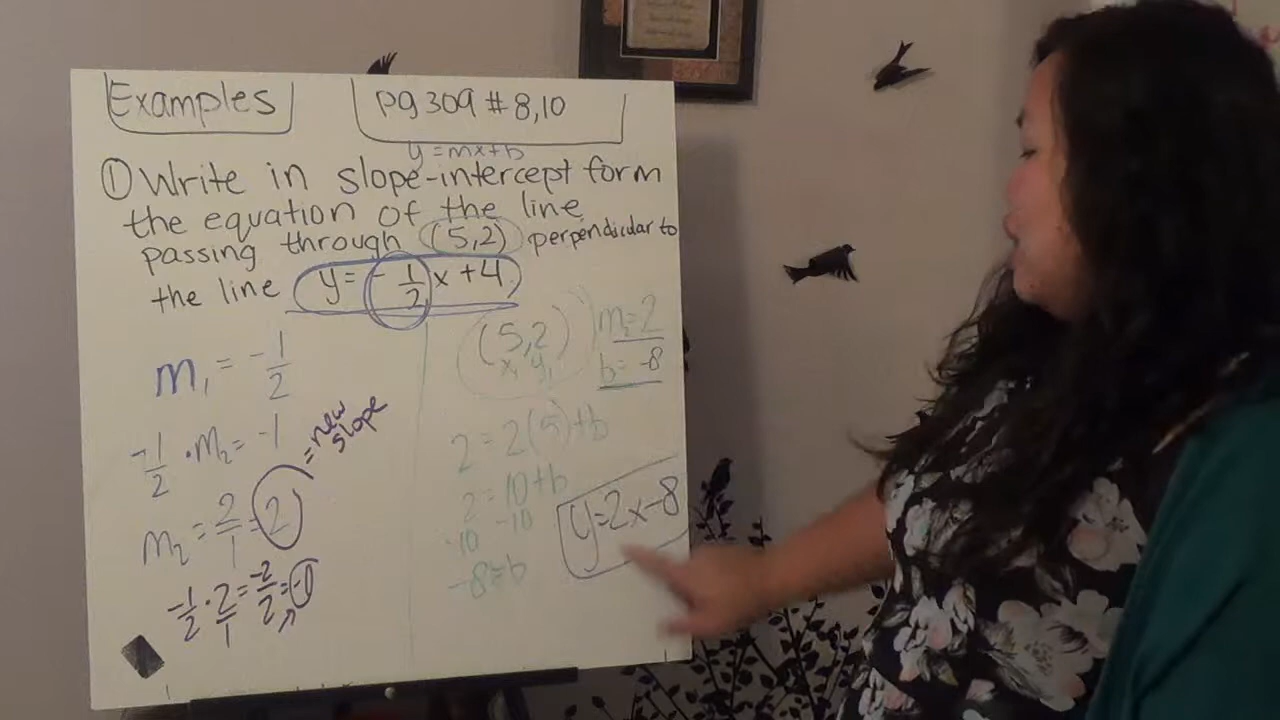 Examples
pg 309 # 8,10
y=mx+b
① Write in slope-intercept form
the equation of the line
passing through (5,2) perpendicular to
the line y= -1/2 x +4
m₁ = -1/2
-1/2 · m₂ = -1
m₂ = 2/1 = 2 = new slope
-1/2 · 2/1 = -2/2 = -1
(5,2)
x₁ y₁
m₂=2
b= -8
2 = 2(5)+b
2 = 10+b
-10 -10
-8=b
y=2x-8